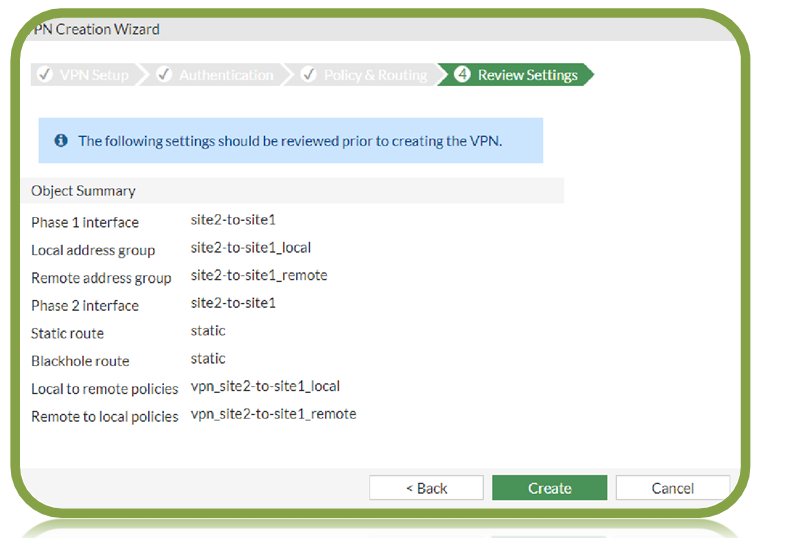 PN Creation Wizard
VPN Setup Authentication Policy & Routing 4 Review Settings
The following settings should be reviewed prior to creating the VPN.
Object Summary
Phase 1 interface site2-to-site1
Local address group site2-to-site1_local
Remote address group site2-to-site1_remote
Phase 2 interface site2-to-site1
Static route static
Blackhole route static
Local to remote policies vpn_site2-to-site1_local
Remote to local policies vpn_site2-to-site1_remote
< Back Create Cancel